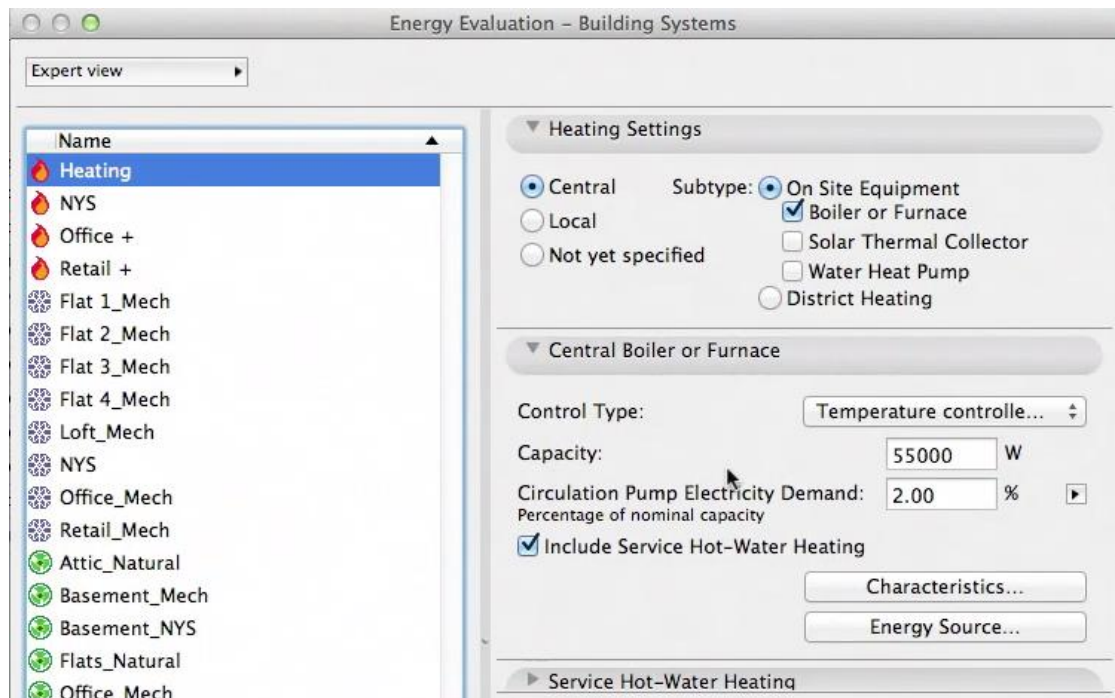 Energy Evaluation – Building Systems
Expert view
Name
Heating
NYS
Office +
Retail +
Flat 1_Mech
Flat 2_Mech
Flat 3_Mech
Flat 4_Mech
Loft_Mech
NYS
Office_Mech
Retail_Mech
Attic_Natural
Basement_Mech
Basement_NYS
Flats_Natural
Office_Mech
Heating Settings
Central Subtype: On Site Equipment
Boiler or Furnace
Local
Solar Thermal Collector
Not yet specified
Water Heat Pump
District Heating
Central Boiler or Furnace
Control Type: Temperature controlle...
Capacity: 55000 W
Circulation Pump Electricity Demand: 2.00 %
Percentage of nominal capacity
Include Service Hot-Water Heating
Characteristics...
Energy Source...
Service Hot-Water Heating